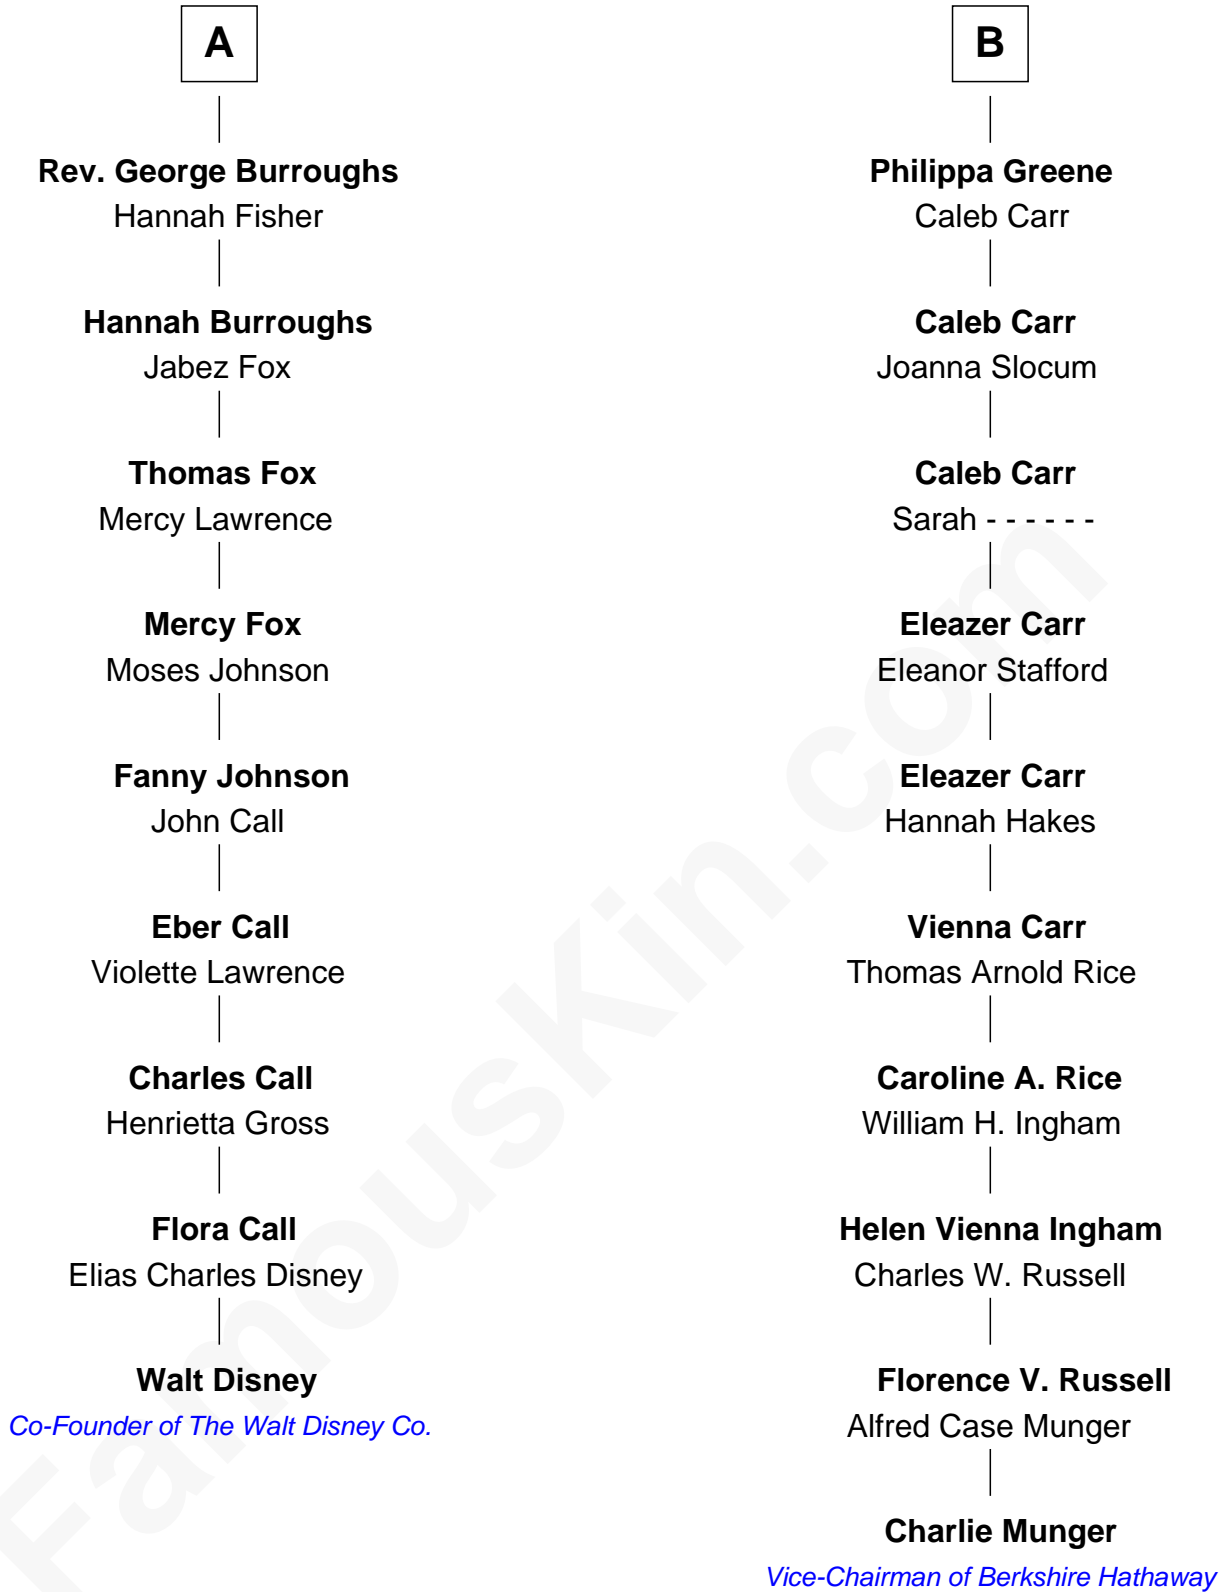 A
Rev. George Burroughs
Hannah Fisher
Hannah Burroughs
Jabez Fox
Thomas Fox
Mercy Lawrence
Mercy Fox
Moses Johnson
Fanny Johnson
John Call
Eber Call
Violette Lawrence
Charles Call
Henrietta Gross
Flora Call
Elias Charles Disney
Walt Disney
Co-Founder of The Walt Disney Co.
B
Philippa Greene
Caleb Carr
Caleb Carr
Joanna Slocum
Caleb Carr
Sarah - - - - - -
Eleazer Carr
Eleanor Stafford
Eleazer Carr
Hannah Hakes
Vienna Carr
Thomas Arnold Rice
Caroline A. Rice
William H. Ingham
Helen Vienna Ingham
Charles W. Russell
Florence V. Russell
Alfred Case Munger
Charlie Munger
Vice-Chairman of Berkshire Hathaway
FamousKin.com